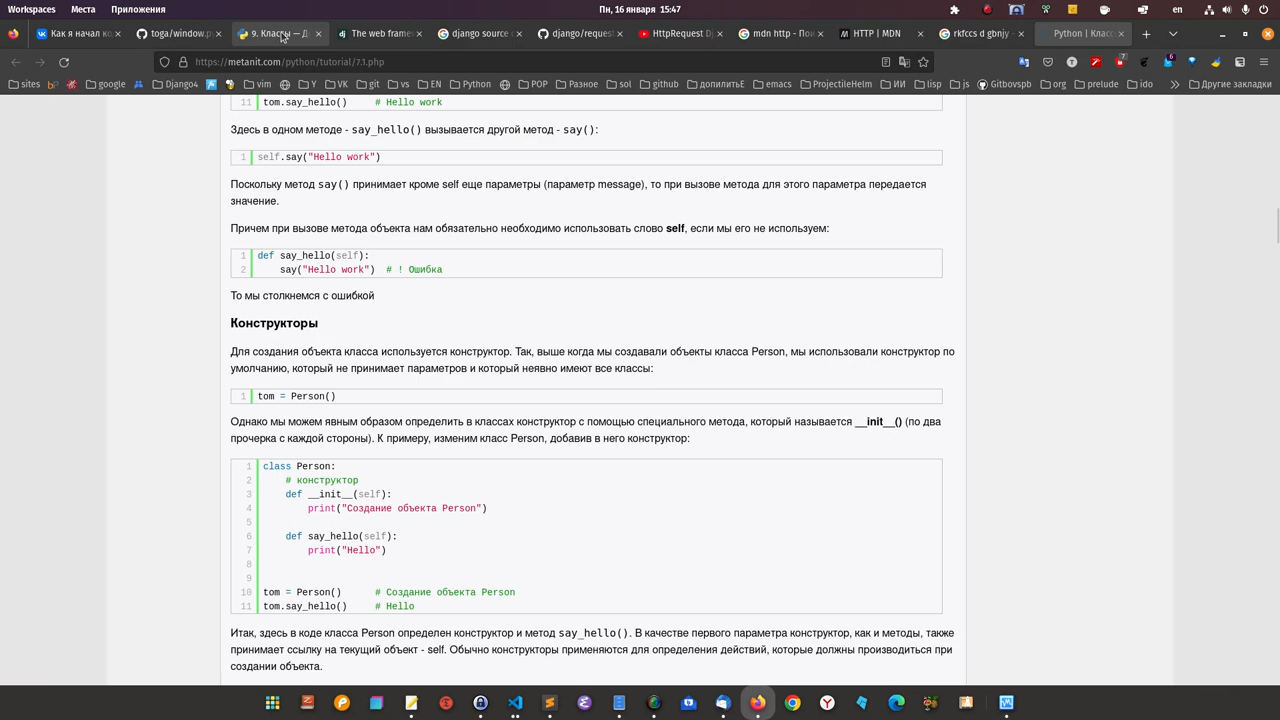 Workspaces Места Приложения Пн, 16 января 15:47 en
Как я начал ко toga/window.p 9. Классы — Д The web frame django source django/reques HttpRequest Dj mdn http - Пои HTTP | MDN rkfccs d gbnjy Python | Класс
https://metanit.com/python/tutorial/7.1.php 7 6
sites google Django4 vim Y VK git vs EN Python POP Разное sol github допилитьE emacs ProjectileHelm ИИ lisp js Gitbovspb org prelude ido Другие закладки
11 tom.say_hello() # Hello work
Здесь в одном методе - say_hello() вызывается другой метод - say():
1 self.say("Hello work")
Поскольку метод say() принимает кроме self еще параметры (параметр message), то при вызове метода для этого параметра передается
значение.
Причем при вызове метода объекта нам обязательно необходимо использовать слово self, если мы его не используем:
1 def say_hello(self):
2 say("Hello work") # ! Ошибка
То мы столкнемся с ошибкой
Конструкторы
Для создания объекта класса используется конструктор. Так, выше когда мы создавали объекты класса Person, мы использовали конструктор по
умолчанию, который не принимает параметров и который неявно имеют все классы:
1 tom = Person()
Однако мы можем явным образом определить в классах конструктор с помощью специального метода, который называется __init__() (по два
прочерка с каждой стороны). К примеру, изменим класс Person, добавив в него конструктор:
1 class Person:
2 # конструктор
3 def __init__(self):
4 print("Создание объекта Person")
5
6 def say_hello(self):
7 print("Hello")
8
9
10 tom = Person() # Создание объекта Person
11 tom.say_hello() # Hello
Итак, здесь в коде класса Person определен конструктор и метод say_hello(). В качестве первого параметра конструктор, как и методы, также
принимает ссылку на текущий объект - self. Обычно конструкторы применяются для определения действий, которые должны производиться при
создании объекта.